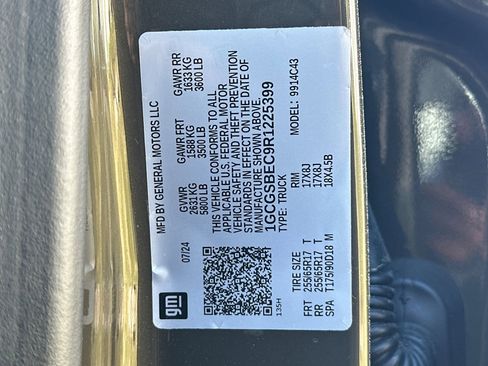 MFD BY GENERAL MOTORS LLC
07/24
GVWR
2631 KG
5800 LB
GAWR FRT
1588 KG
3500 LB
GAWR RR
1633 KG
3600 LB
THIS VEHICLE CONFORMS TO ALL
APPLICABLE U.S. FEDERAL MOTOR
VEHICLE SAFETY AND THEFT PREVENTION
STANDARDS IN EFFECT ON THE DATE OF
MANUFACTURE SHOWN ABOVE.
1GCGSBEC9R1225399
TYPE: TRUCK
MODEL: 9914C43
TIRE SIZE RIM
FRT 255/65R17 T 17X8J
RR 255/65R17 T 17X8J
SPA T175/90D18 M 18X4.5B
gm
135H